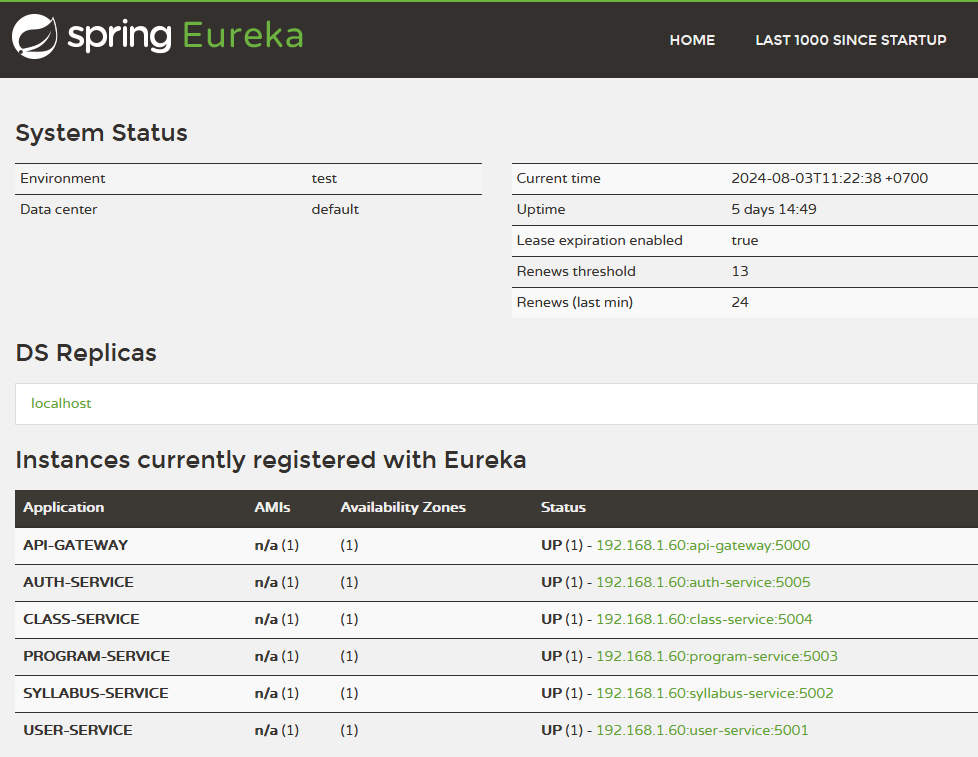 spring Eureka
HOME LAST 1000 SINCE STARTUP
System Status
Environment test
Data center default
Current time 2024-08-03T11:22:38 +0700
Uptime 5 days 14:49
Lease expiration enabled true
Renews threshold 13
Renews (last min) 24
DS Replicas
localhost
Instances currently registered with Eureka
Application AMIs Availability Zones Status
API-GATEWAY n/a (1) (1) UP (1) - 192.168.1.60:api-gateway:5000
AUTH-SERVICE n/a (1) (1) UP (1) - 192.168.1.60:auth-service:5005
CLASS-SERVICE n/a (1) (1) UP (1) - 192.168.1.60:class-service:5004
PROGRAM-SERVICE n/a (1) (1) UP (1) - 192.168.1.60:program-service:5003
SYLLABUS-SERVICE n/a (1) (1) UP (1) - 192.168.1.60:syllabus-service:5002
USER-SERVICE n/a (1) (1) UP (1) - 192.168.1.60:user-service:5001